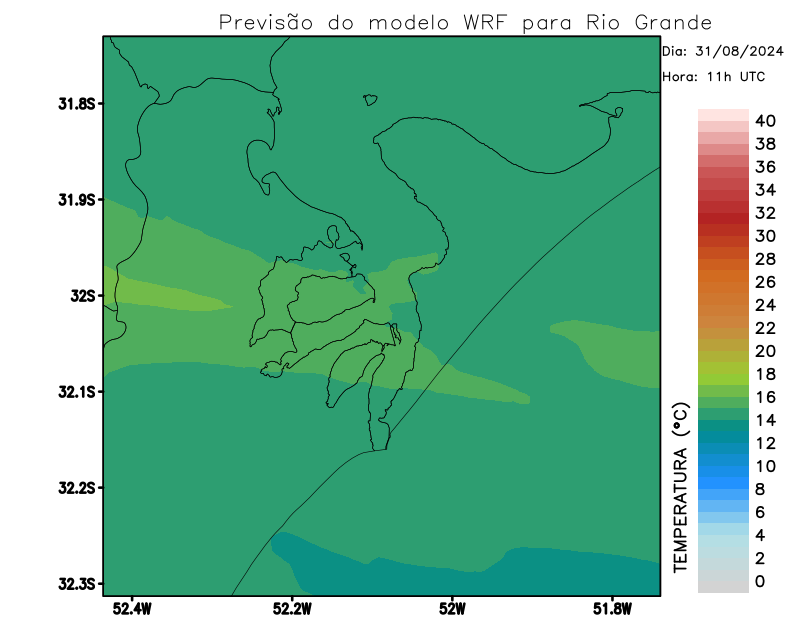 Previsão do modelo WRF para Rio Grande
Dia: 31/08/2024
Hora: 11h UTC
31.8S
31.9S
32S
32.1S
32.2S
32.3S
52.4W
52.2W
52W
51.8W
TEMPERATURA (°C)
40
38
36
34
32
30
28
26
24
22
20
18
16
14
12
10
8
6
4
2
0